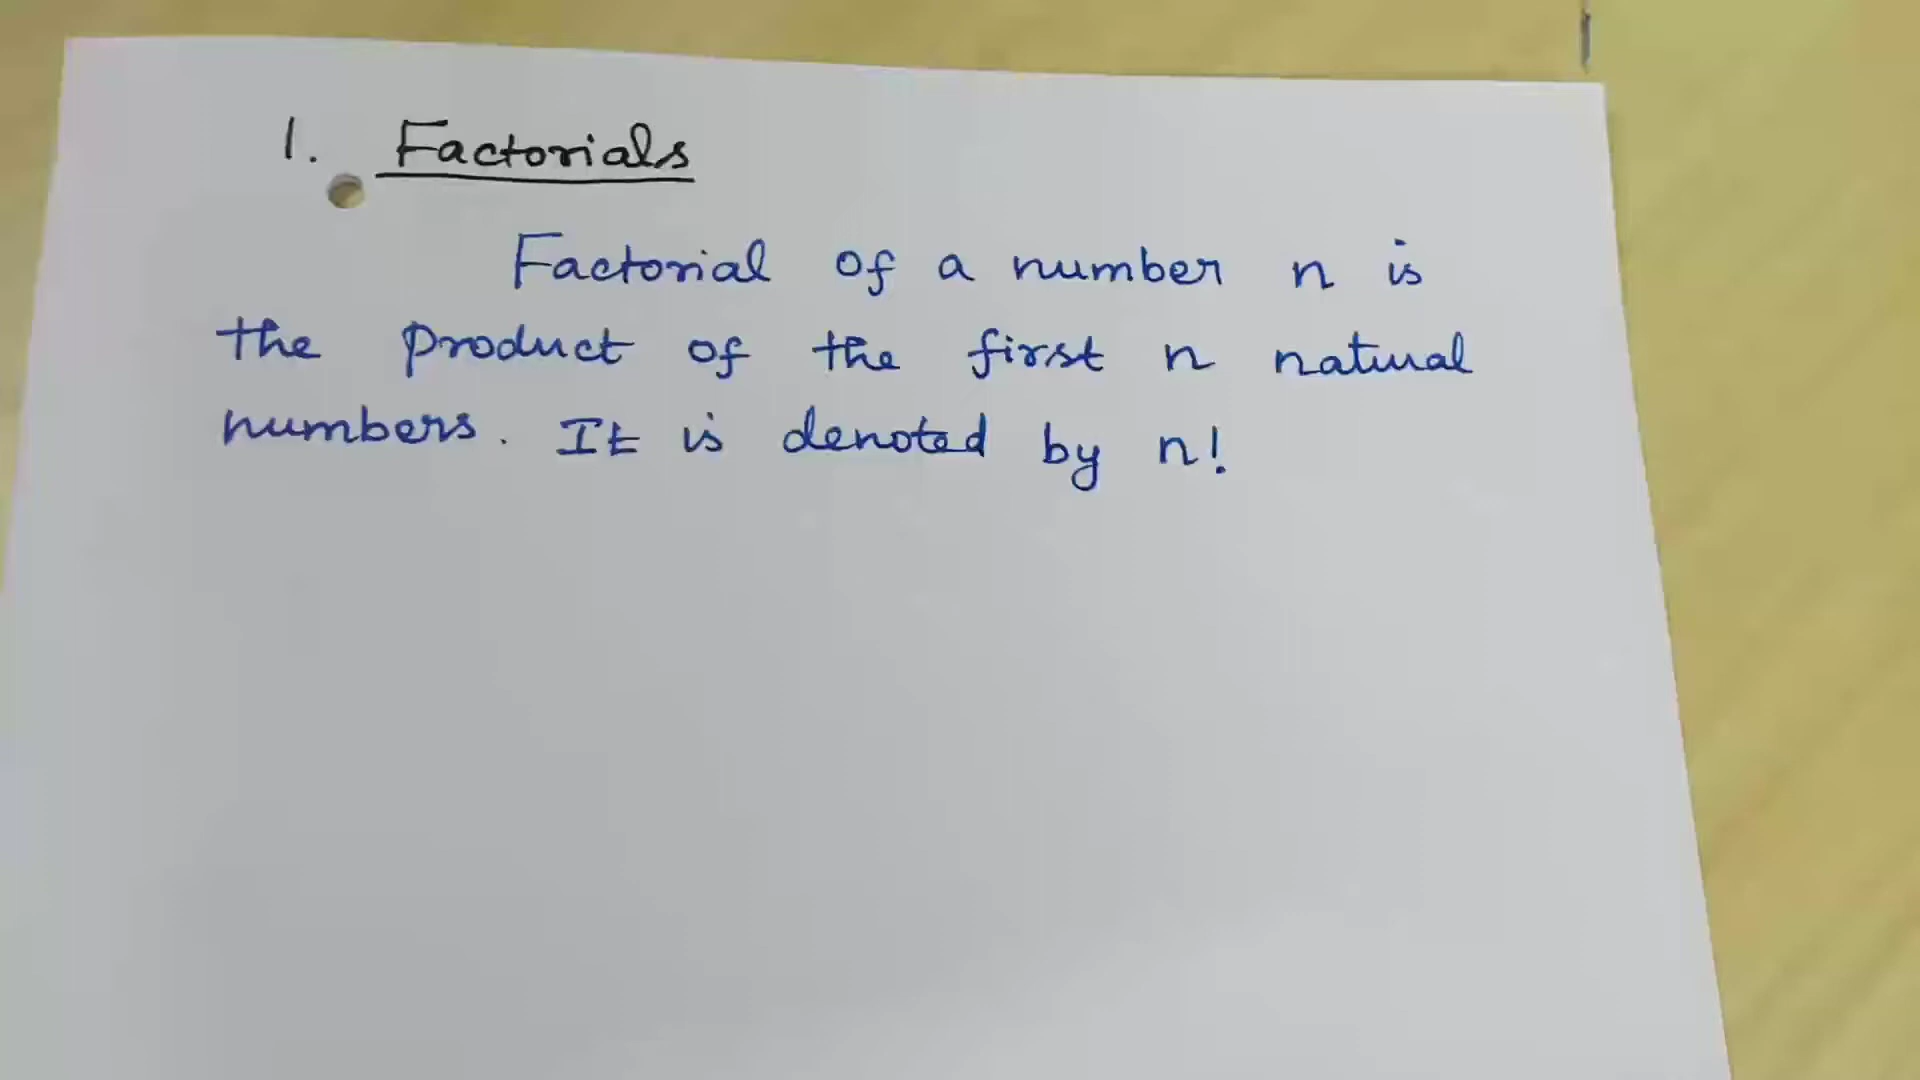 1. Factorials
Factorial of a number n is
the product of the first n natural
numbers. It is denoted by n!